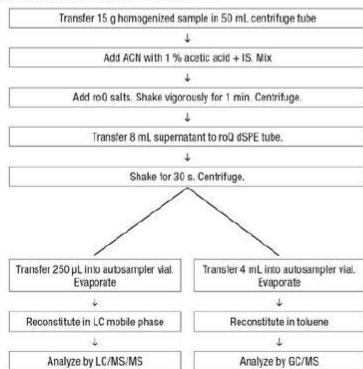 Transfer 15 g homogenized sample in 50 mL centrifuge tube
↓
Add ACN with 1 % acetic acid + IS. Mix
↓
Add roQ salts. Shake vigorously for 1 min. Centrifuge.
↓
Transfer 8 mL supernatant to roQ dSPE tube.
↓
Shake for 30 s. Centrifuge.
Transfer 250 µL into autosampler vial.
Evaporate
↓
Reconstitute in LC mobile phase
↓
Analyze by LC/MS/MS
Transfer 4 mL into autosampler vial.
Evaporate
↓
Reconstitute in toluene
↓
Analyze by GC/MS